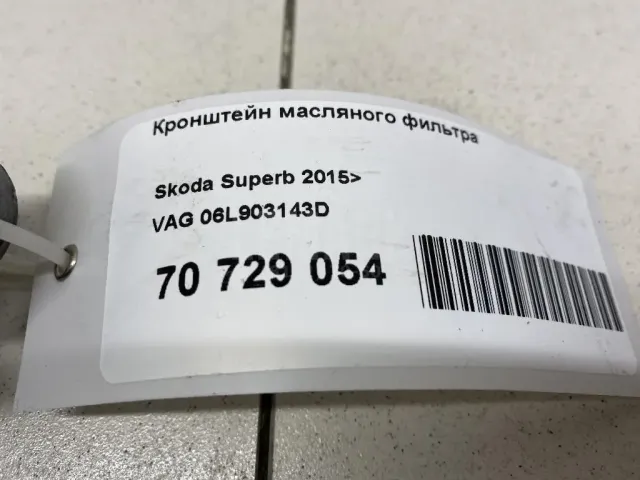 Кронштейн масляного фильтра
Skoda Superb 2015>
VAG 06L903143D
70 729 054